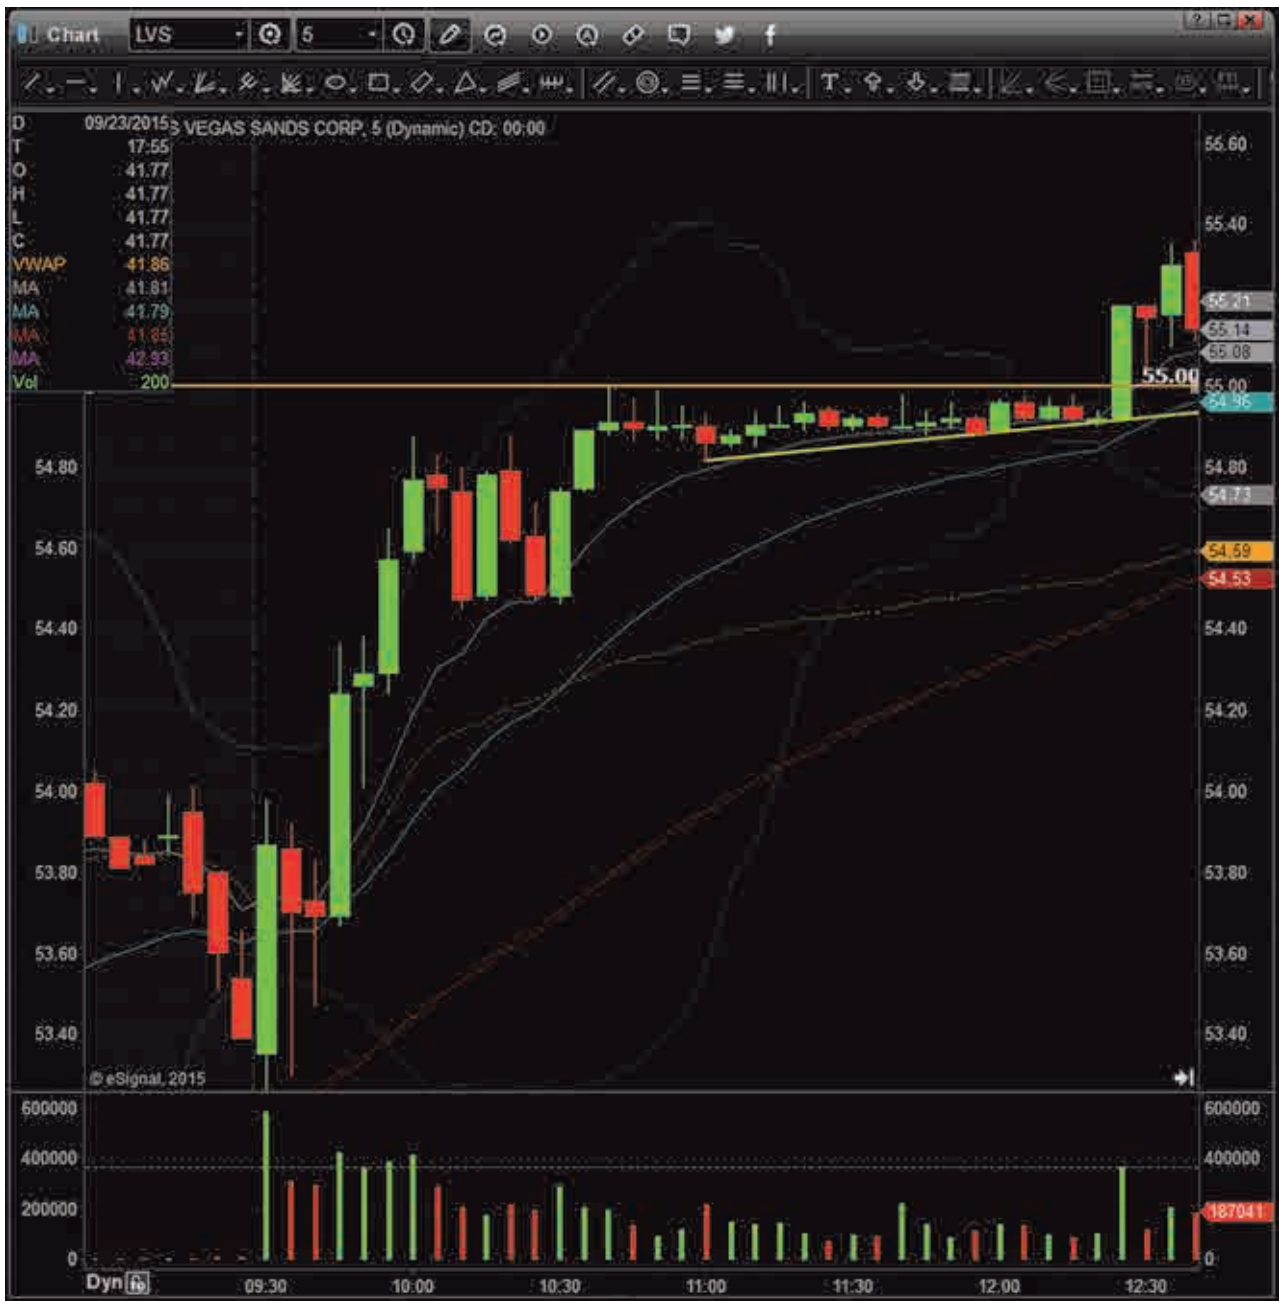 Chart LVS 5
D 09/23/2015 S VEGAS SANDS CORP, 5 (Dynamic) CD: 00:00
T 17:55
O 41.77
H 41.77
L 41.77
C 41.77
VWAP 41.86
MA 41.81
MA 41.79
MA 41.85
MA 42.93
Vol 200
55.60
55.40
55.21
55.14
55.08
55.00 55.00
54.96
54.80 54.80
54.73
54.60 54.59
54.53
54.40 54.40
54.20 54.20
54.00 54.00
53.80 53.80
53.60 53.60
53.40 53.40
© eSignal, 2015
600000 600000
400000 400000
200000 187041
0 0
Dyn 09:30 10:00 10:30 11:00 11:30 12:00 12:30